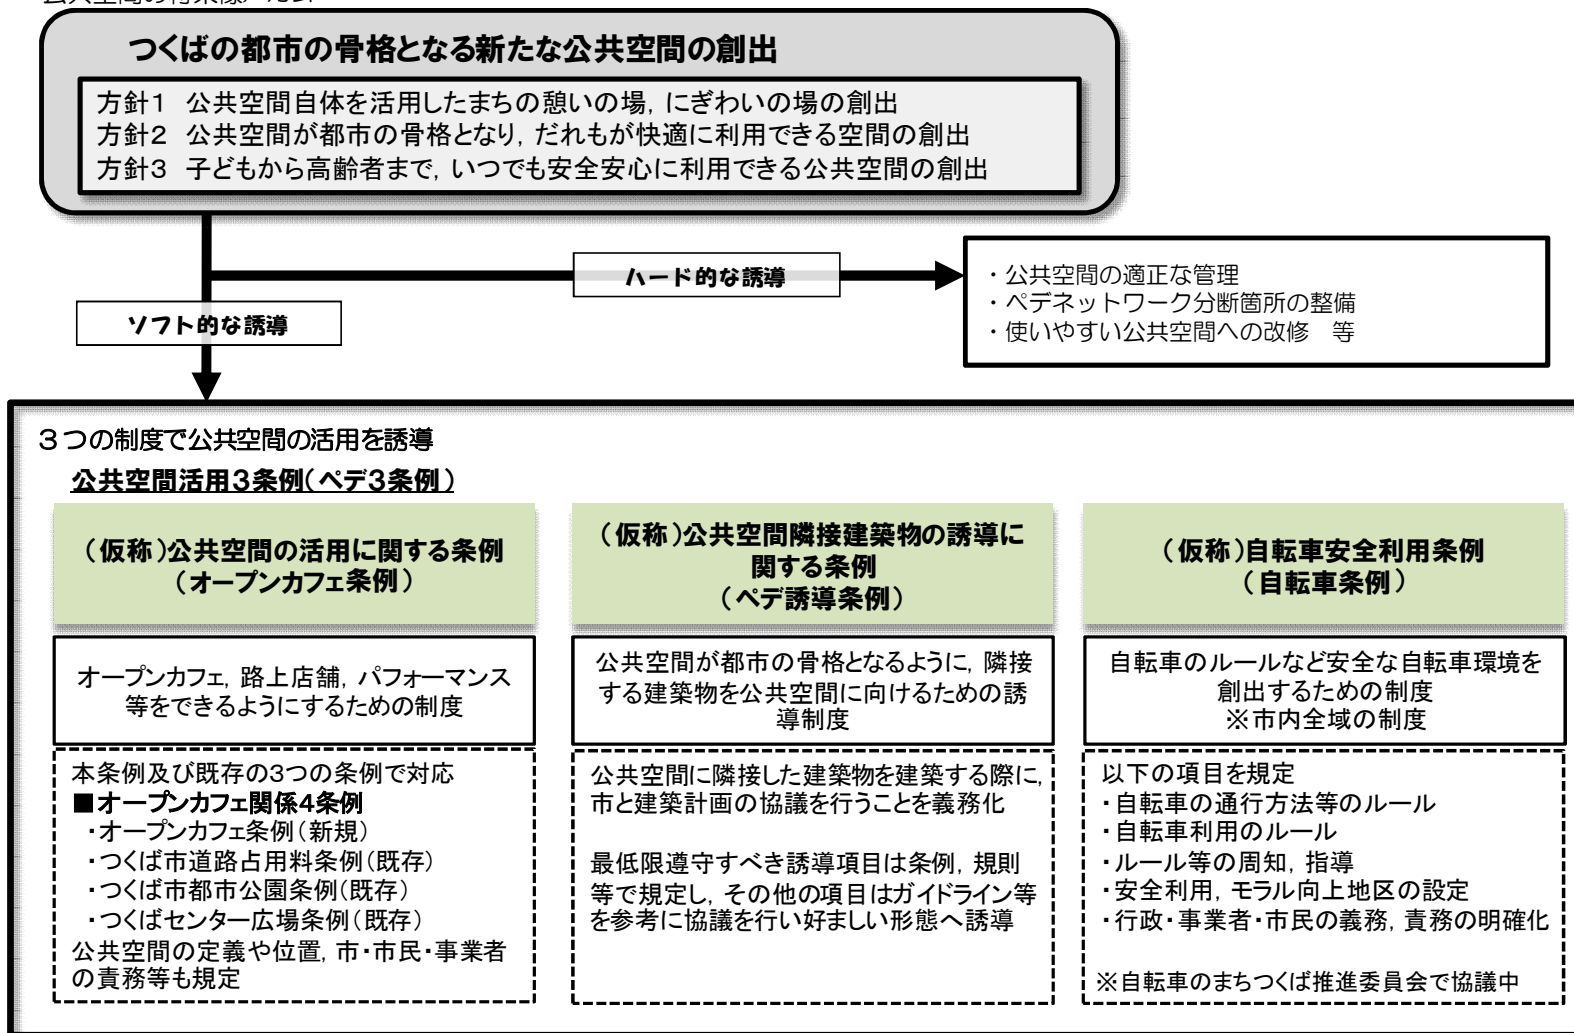 つくばの都市の骨格となる新たな公共空間の創出
方針1 公共空間自体を活用したまちの憩いの場, にぎわいの場の創出
方針2 公共空間が都市の骨格となり, だれもが快適に利用できる空間の創出
方針3 子どもから高齢者まで, いつでも安全安心に利用できる公共空間の創出
ハード的な誘導
・公共空間の適正な管理
・ペデネットワーク分断箇所の整備
・使いやすい公共空間への改修 等
ソフト的な誘導
3つの制度で公共空間の活用を誘導
公共空間活用3条例(ペデ3条例)
(仮称)公共空間の活用に関する条例
(オープンカフェ条例)
オープンカフェ, 路上店舗, パフォーマンス
等をできるようにするための制度
本条例及び既存の3つの条例で対応
■オープンカフェ関係4条例
・オープンカフェ条例(新規)
・つくば市道路占用料条例(既存)
・つくば市都市公園条例(既存)
・つくばセンター広場条例(既存)
公共空間の定義や位置, 市・市民・事業者
の責務等も規定
(仮称)公共空間隣接建築物の誘導に
関する条例
(ペデ誘導条例)
公共空間が都市の骨格となるように, 隣接
する建築物を公共空間に向けるための誘
導制度
公共空間に隣接した建築物を建築する際に,
市と建築計画の協議を行うことを義務化
最低限遵守すべき誘導項目は条例, 規則
等で規定し, その他の項目はガイドライン等
を参考に協議を行い好ましい形態へ誘導
(仮称)自転車安全利用条例
(自転車条例)
自転車のルールなど安全な自転車環境を
創出するための制度
※市内全域の制度
以下の項目を規定
・自転車の通行方法等のルール
・自転車利用のルール
・ルール等の周知, 指導
・安全利用, モラル向上地区の設定
・行政・事業者・市民の義務, 責務の明確化
※自転車のまちつくば推進委員会で協議中